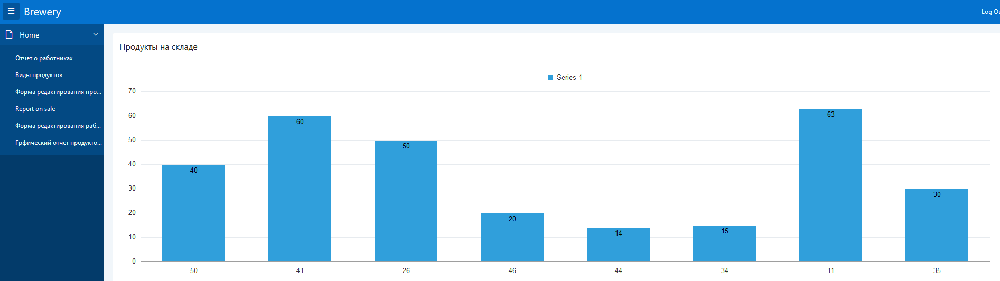 Brewery
Log Ou
Home
Отчет о работниках
Виды продуктов
Форма редактирования про...
Report on sale
Форма редактирования раб...
Грфический отчет продукто...
Продукты на складе
Series 1
70
60
50
40
30
20
10
0
40
60
50
20
14
15
63
30
50
41
26
46
44
34
11
35